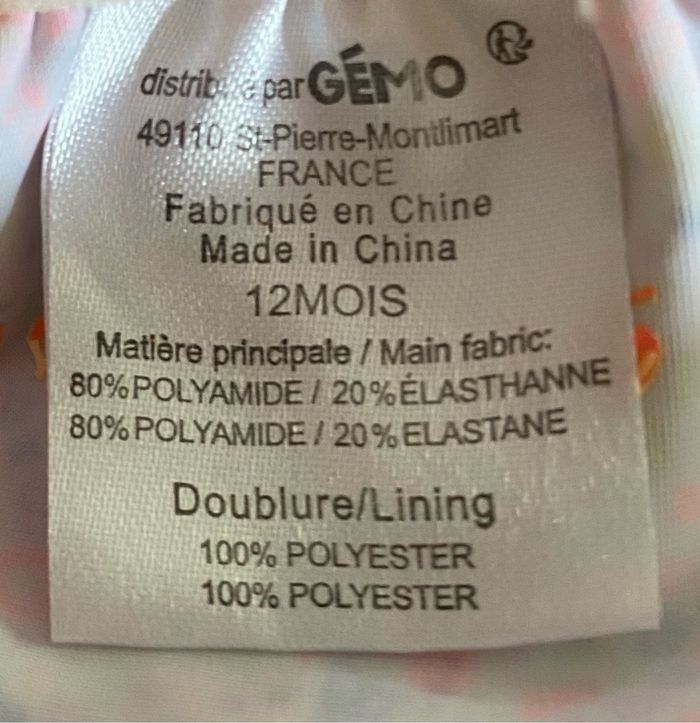 distribué par GÉMO
49110 St-Pierre-Montlimart
FRANCE
Fabriqué en Chine
Made in China
12MOIS
Matière principale / Main fabric:
80%POLYAMIDE / 20%ÉLASTHANNE
80%POLYAMIDE / 20%ELASTANE
Doublure/Lining
100% POLYESTER
100% POLYESTER